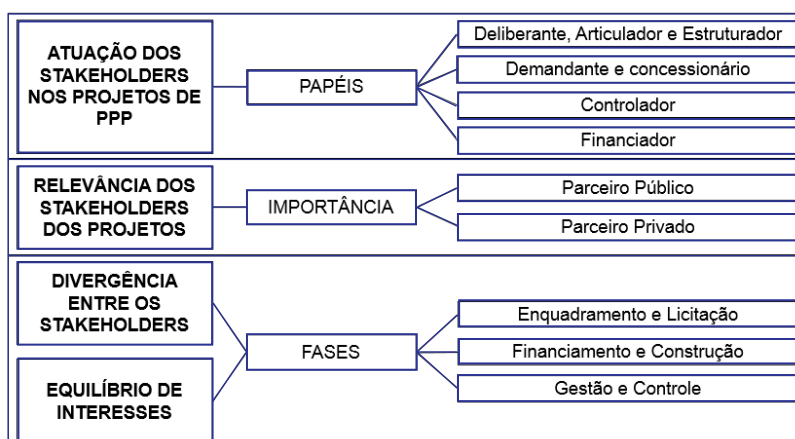 ATUAÇÃO DOS
STAKEHOLDERS
NOS PROJETOS DE
PPP
PAPÉIS
Deliberante, Articulador e Estruturador
Demandante e concessionário
Controlador
Financiador
RELEVÂNCIA DOS
STAKEHOLDERS
DOS PROJETOS
IMPORTÂNCIA
Parceiro Público
Parceiro Privado
DIVERGÊNCIA
ENTRE OS
STAKEHOLDERS
EQUILÍBRIO DE
INTERESSES
FASES
Enquadramento e Licitação
Financiamento e Construção
Gestão e Controle